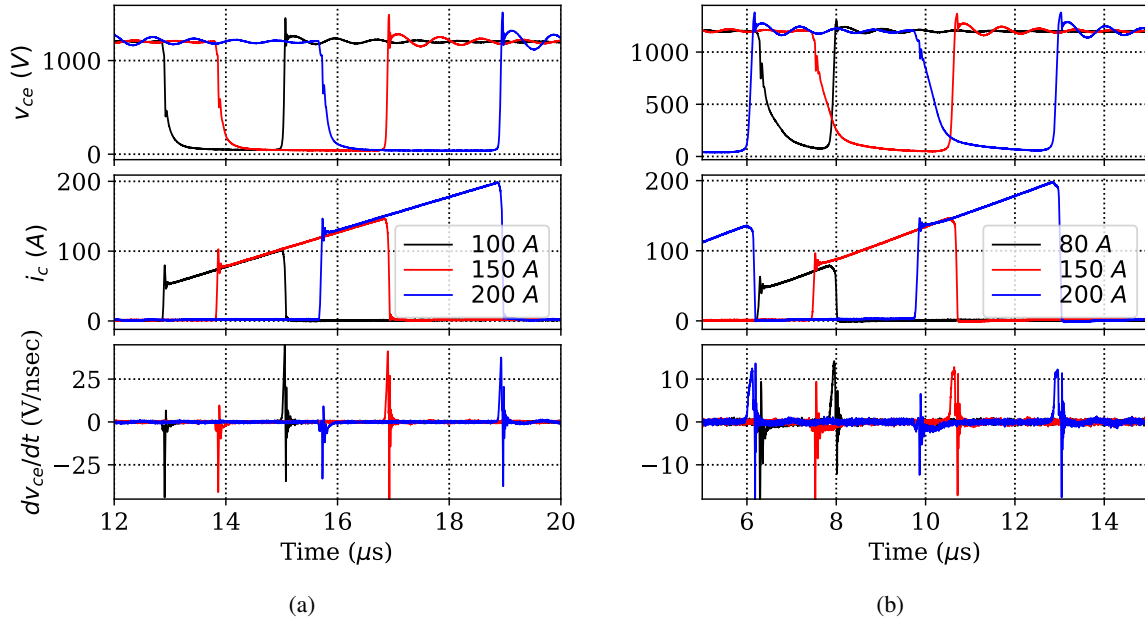 v_ce (V)
1000
0
i_c (A)
200
100
0
100 A
150 A
200 A
dv_ce/dt (V/nsec)
25
0
−25
12 14 16 18 20
Time (μs)
(a)
1000
500
0
200
100
0
80 A
150 A
200 A
10
0
−10
6 8 10 12 14
Time (μs)
(b)